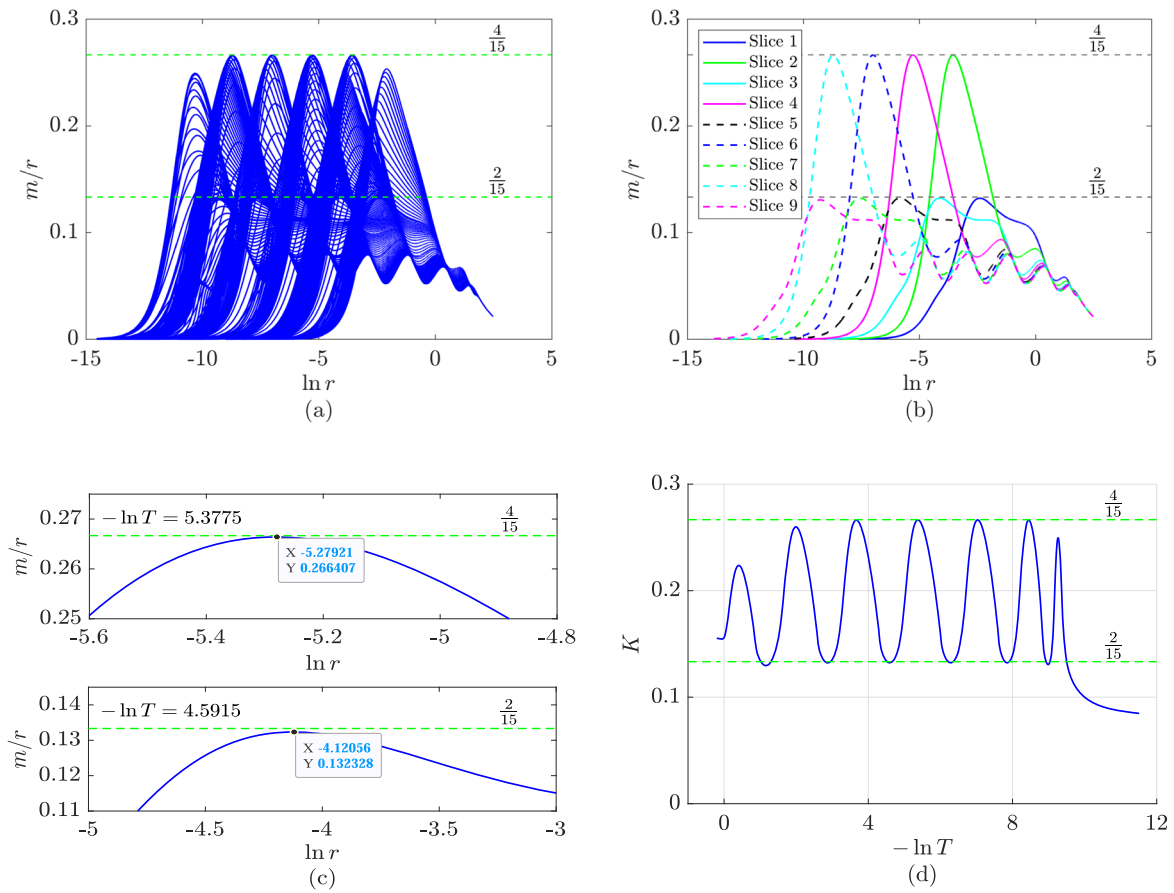 0.3
0.2
0.1
0
m/r
4/15
2/15
-15
-10
-5
0
5
ln r
(a)
0.3
0.2
0.1
0
m/r
Slice 1
Slice 2
Slice 3
Slice 4
Slice 5
Slice 6
Slice 7
Slice 8
Slice 9
4/15
2/15
-15
-10
-5
0
5
ln r
(b)
0.27
0.26
0.25
m/r
− ln T = 5.3775
4/15
X -5.27921
Y 0.266407
-5.6
-5.4
-5.2
-5
-4.8
ln r
0.14
0.13
0.12
0.11
m/r
− ln T = 4.5915
2/15
X -4.12056
Y 0.132328
-5
-4.5
-4
-3.5
-3
ln r
(c)
0.3
0.2
0.1
0
K
4/15
2/15
0
4
8
12
− ln T
(d)